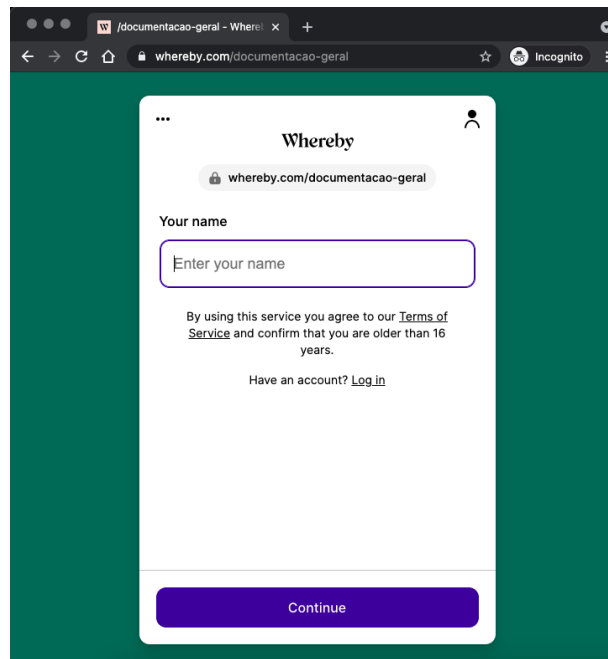 /documentacao-geral - Whereb
whereby.com/documentacao-geral
Incognito
Whereby
whereby.com/documentacao-geral
Your name
Enter your name
By using this service you agree to our Terms of
Service and confirm that you are older than 16
years.
Have an account? Log in
Continue